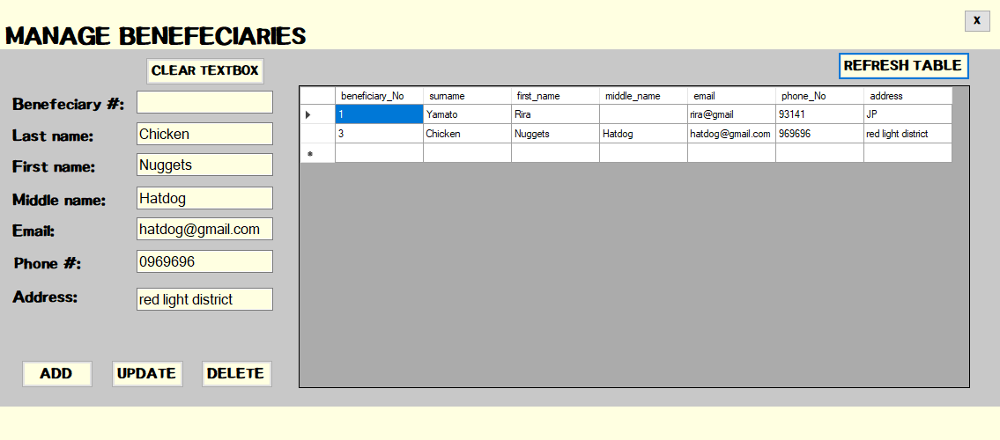 X
MANAGE BENEFECIARIES
CLEAR TEXTBOX
REFRESH TABLE
Benefeciary #:
Last name: Chicken
First name: Nuggets
Middle name: Hatdog
Email: hatdog@gmail.com
Phone #: 0969696
Address: red light district
ADD UPDATE DELETE
beneficiary_No surname first_name middle_name email phone_No address
1 Yamato Rira rira@gmail 93141 JP
3 Chicken Nuggets Hatdog hatdog@gmail.com 969696 red light district